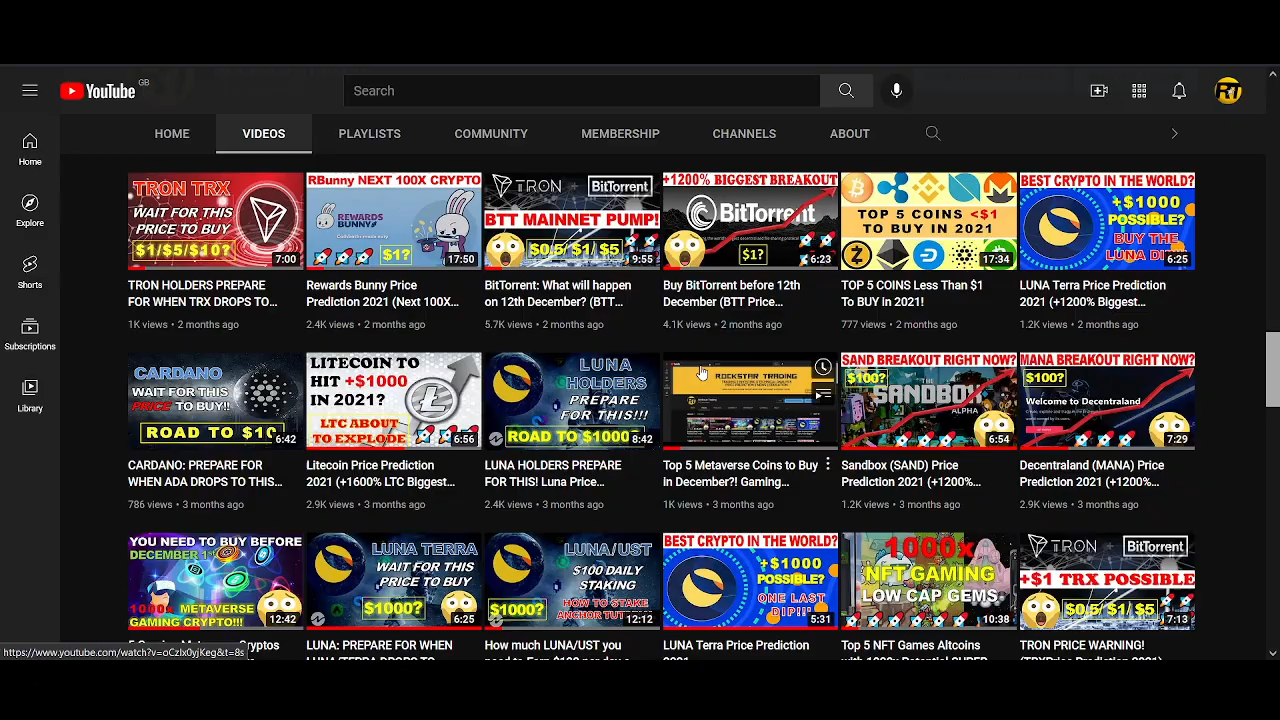 YouTube GB
Search
RT
HOME VIDEOS PLAYLISTS COMMUNITY MEMBERSHIP CHANNELS ABOUT
Home
Explore
Shorts
Subscriptions
Library
TRON TRX
WAIT FOR THIS
PRICE TO BUY
$1/$5/$10?
7:00
TRON HOLDERS PREPARE
FOR WHEN TRX DROPS TO...
1K views • 2 months ago
RBunny NEXT 100X CRYPTO
REWARDS
BUNNY
$1?
17:50
Rewards Bunny Price
Prediction 2021 (Next 100X...
2.4K views • 2 months ago
TRON BitTorrent
BTT MAINNET PUMP!
$0.5/ $1/ $5
9:55
BitTorrent: What will happen
on 12th December? (BTT...
5.7K views • 2 months ago
+1200% BIGGEST BREAKOUT
BitTorrent
$1?
6:23
Buy BitTorrent before 12th
December (BTT Price...
4.1K views • 2 months ago
TOP 5 COINS <$1
TO BUY IN 2021
17:34
TOP 5 COINS Less Than $1
To BUY in 2021!
777 views • 2 months ago
BEST CRYPTO IN THE WORLD?
+$1000
POSSIBLE?
BUY THE
LUNA DIP
6:25
LUNA Terra Price Prediction
2021 (+1200% Biggest...
1.2K views • 2 months ago
CARDANO
WAIT FOR THIS
PRICE TO BUY!!
ROAD TO $10
6:42
CARDANO: PREPARE FOR
WHEN ADA DROPS TO THIS...
786 views • 3 months ago
LITECOIN TO
HIT +$1000
IN 2021?
LTC ABOUT
TO EXPLODE
6:56
Litecoin Price Prediction
2021 (+1600% LTC Biggest...
2.9K views • 3 months ago
LUNA
HOLDERS
PREPARE
FOR THIS!!!
ROAD TO $1000
8:42
LUNA HOLDERS PREPARE
FOR THIS! Luna Price...
2.4K views • 3 months ago
ROCKSTAR TRADING
Top 5 Metaverse Coins to Buy
in December?! Gaming...
1K views • 3 months ago
SAND BREAKOUT RIGHT NOW?
$100?
THE
SANDBOX
ALPHA
6:54
Sandbox (SAND) Price
Prediction 2021 (+1200%...
1.2K views • 3 months ago
MANA BREAKOUT RIGHT NOW?
$100?
Welcome to Decentraland
7:29
Decentraland (MANA) Price
Prediction 2021 (+1200%...
2.9K views • 3 months ago
YOU NEED TO BUY BEFORE
DECEMBER 1st
1000x METAVERSE
GAMING CRYPTO!!!
12:42
LUNA TERRA
WAIT FOR THIS
PRICE TO BUY
$1000?
6:25
LUNA: PREPARE FOR WHEN
LUNA/UST
$100 DAILY
STAKING
$1000?
HOW TO STAKE
12:12
How much LUNA/UST you
BEST CRYPTO IN THE WORLD?
+$1000
POSSIBLE?
ONE LAST
DIP!!!
5:31
LUNA Terra Price Prediction
1000x
NFT GAMING
LOW CAP GEMS
10:38
Top 5 NFT Games Altcoins
TRON BitTorrent
+$1 TRX POSSIBLE
$0.5/ $1/ $5
7:13
TRON PRICE WARNING!
https://www.youtube.com/watch?v=oCzlx0yjKeg&t=8s